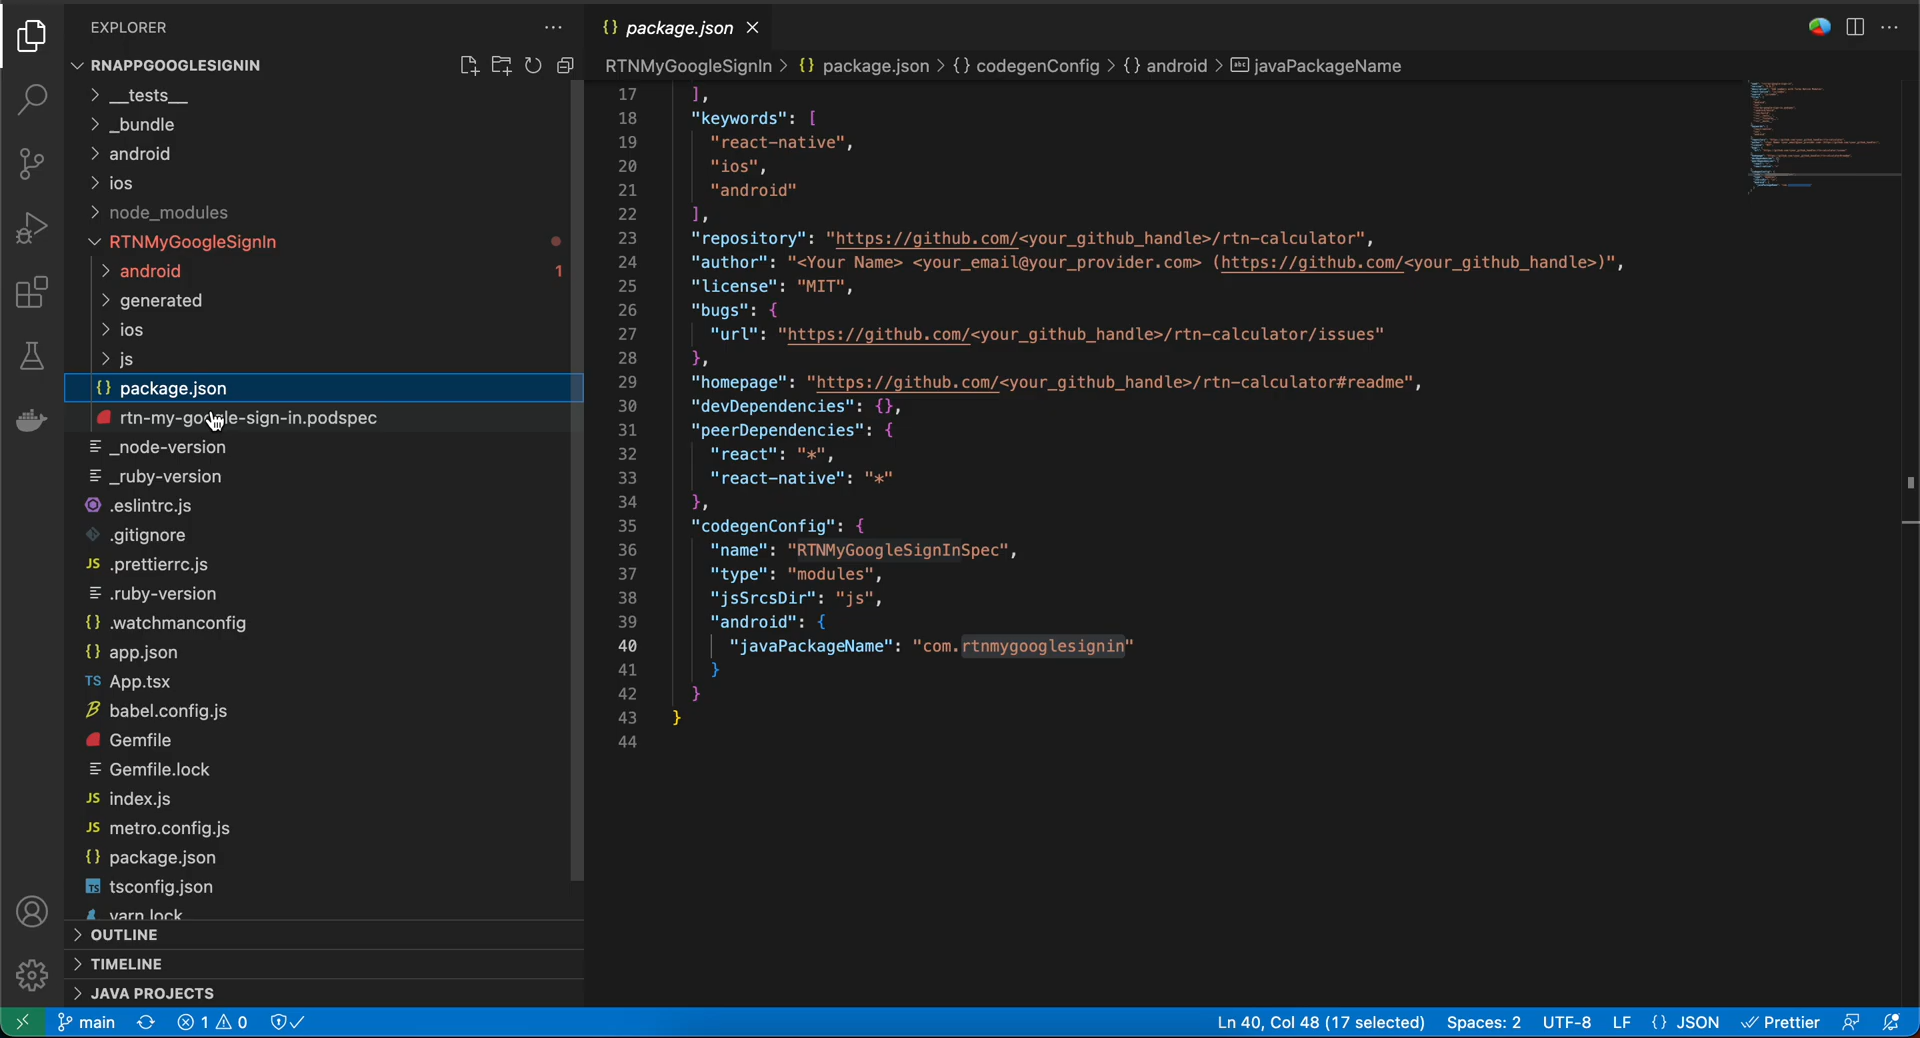 EXPLORER
RNAPPGOOGLESIGNIN
__tests__
_bundle
android
ios
node_modules
RTNMyGoogleSignIn
android 1
generated
ios
js
{} package.json
rtn-my-google-sign-in.podspec
_node-version
_ruby-version
.eslintrc.js
.gitignore
JS .prettierrc.js
.ruby-version
{} .watchmanconfig
{} app.json
TS App.tsx
babel.config.js
Gemfile
Gemfile.lock
JS index.js
JS metro.config.js
{} package.json
TS tsconfig.json
yarn.lock
OUTLINE
TIMELINE
JAVA PROJECTS
{} package.json
RTNMyGoogleSignIn > {} package.json > {} codegenConfig > {} android > abc javaPackageName
17 ],
18 "keywords": [
19 "react-native",
20 "ios",
21 "android"
22 ],
23 "repository": "https://github.com/<your_github_handle>/rtn-calculator",
24 "author": "<Your Name> <your_email@your_provider.com> (https://github.com/<your_github_handle>)",
25 "license": "MIT",
26 "bugs": {
27 "url": "https://github.com/<your_github_handle>/rtn-calculator/issues"
28 },
29 "homepage": "https://github.com/<your_github_handle>/rtn-calculator#readme",
30 "devDependencies": {},
31 "peerDependencies": {
32 "react": "*",
33 "react-native": "*"
34 },
35 "codegenConfig": {
36 "name": "RTNMyGoogleSignInSpec",
37 "type": "modules",
38 "jsSrcsDir": "js",
39 "android": {
40 "javaPackageName": "com.rtnmygooglesignin"
41 }
42 }
43 }
44
main 1 0 Ln 40, Col 48 (17 selected) Spaces: 2 UTF-8 LF {} JSON Prettier